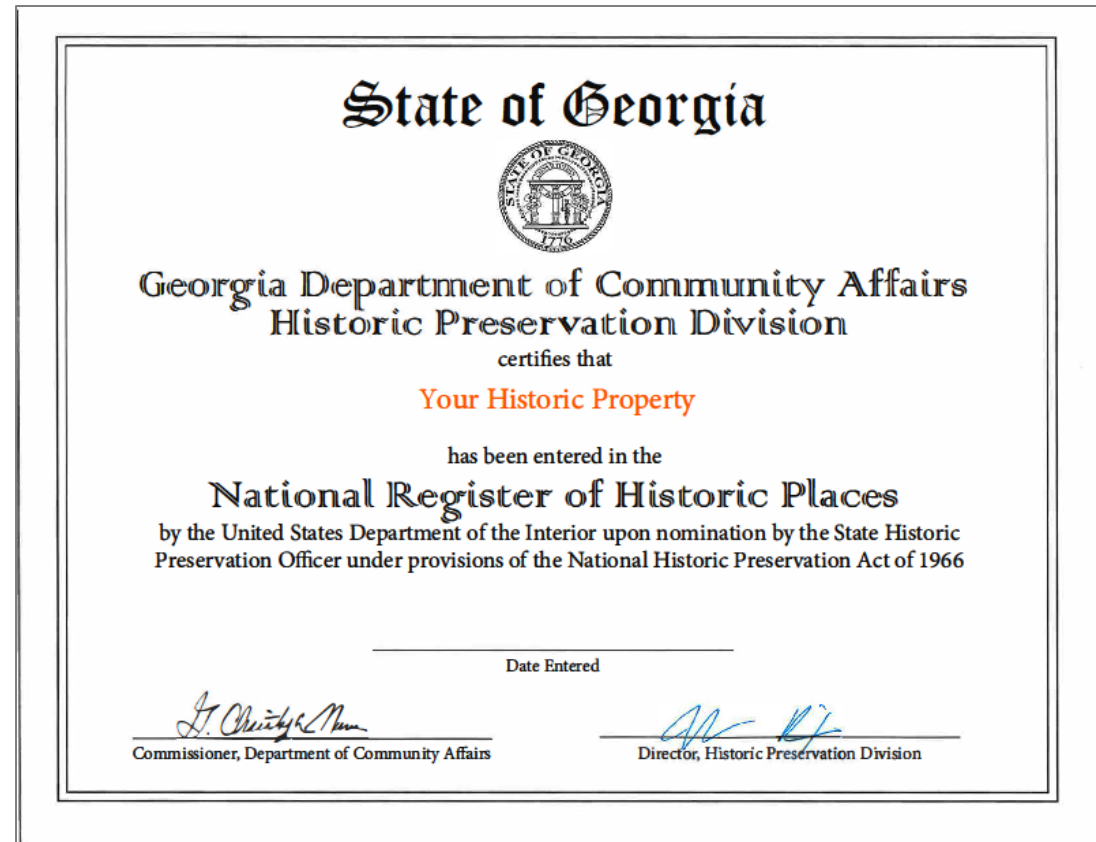 State of Georgia
STATE OF GEORGIA
CONSTITUTION
1776
Georgia Department of Community Affairs
Historic Preservation Division
certifies that
Your Historic Property
has been entered in the
National Register of Historic Places
by the United States Department of the Interior upon nomination by the State Historic
Preservation Officer under provisions of the National Historic Preservation Act of 1966
Date Entered
Commissioner, Department of Community Affairs
Director, Historic Preservation Division